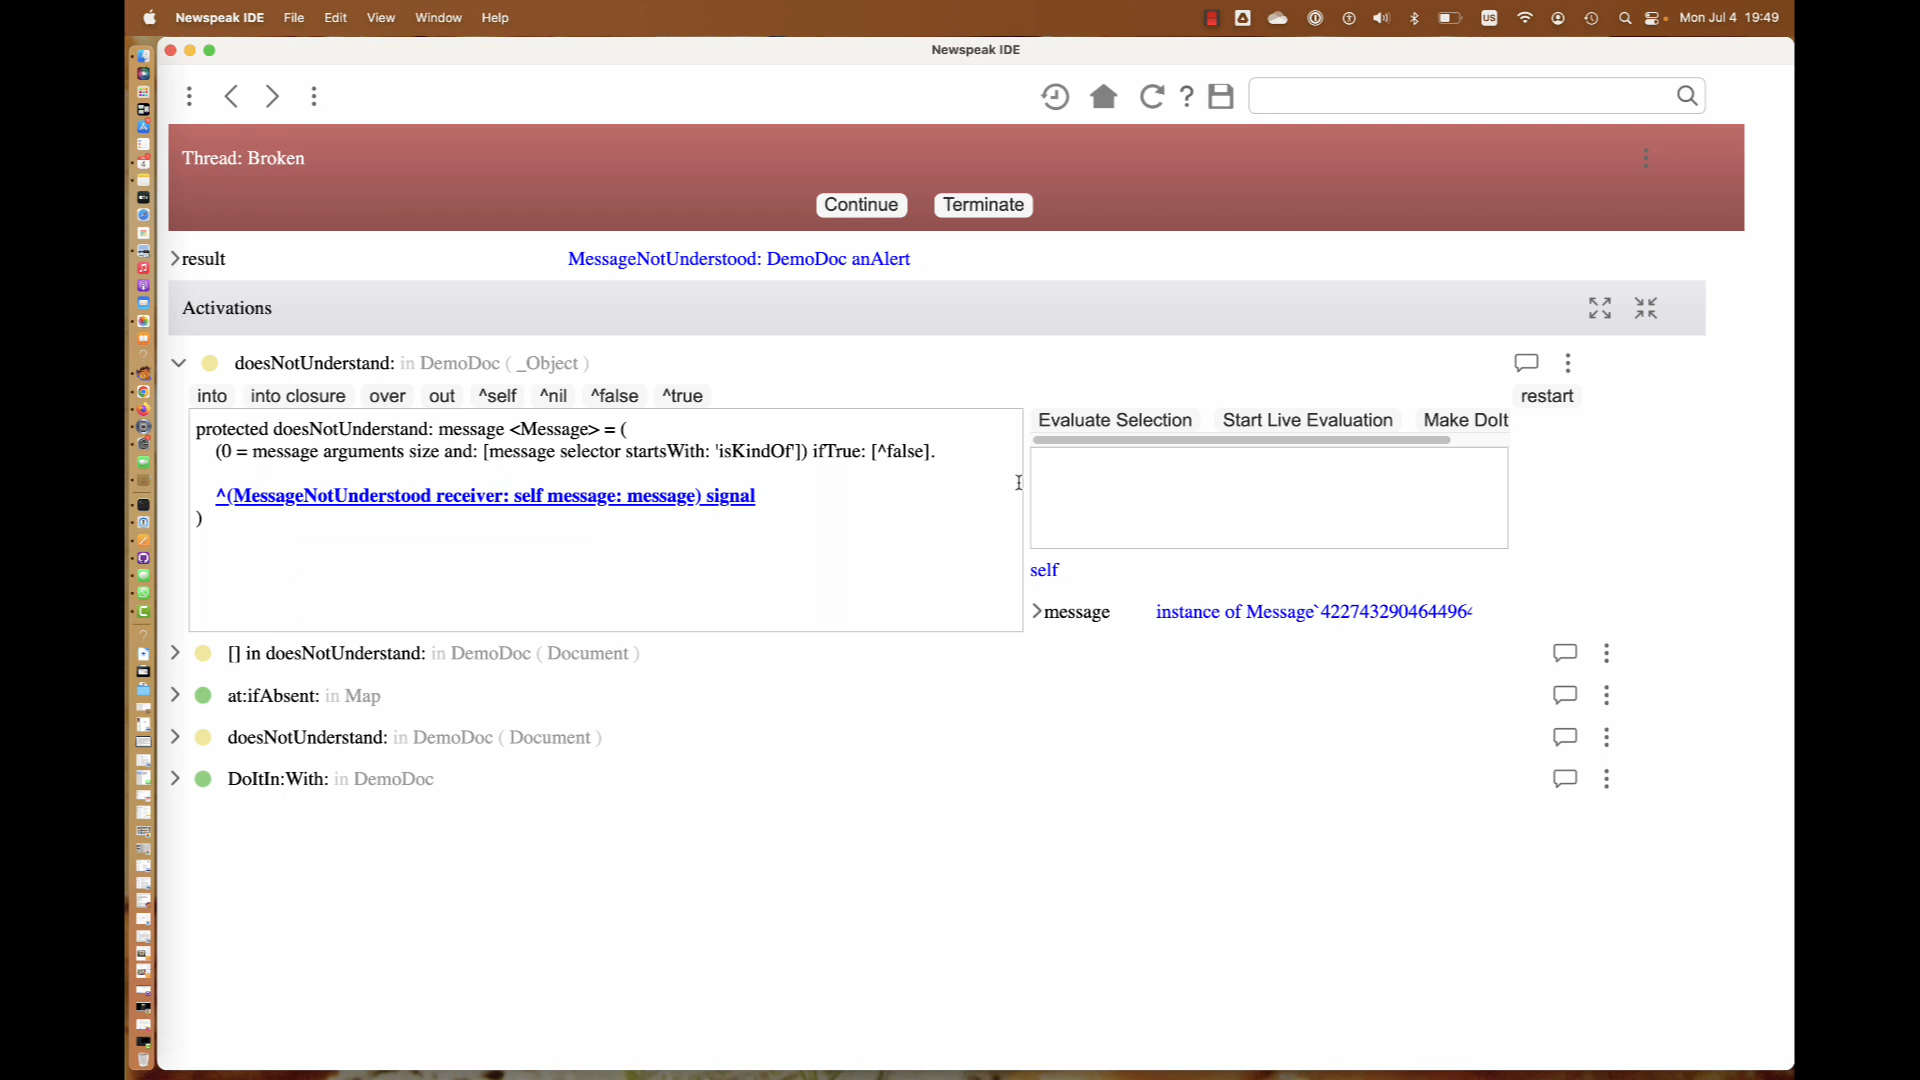 Newspeak IDE File Edit View Window Help US Mon Jul 4 19:49
Newspeak IDE
?
Thread: Broken
Continue Terminate
result MessageNotUnderstood: DemoDoc anAlert
Activations
doesNotUnderstand: in DemoDoc ( _Object )
into into closure over out ^self ^nil ^false ^true restart
protected doesNotUnderstand: message <Message> = (
(0 = message arguments size and: [message selector startsWith: 'isKindOf']) ifTrue: [^false].
^(MessageNotUnderstood receiver: self message: message) signal
)
Evaluate Selection Start Live Evaluation Make DoIt
self
message instance of Message`422743290464496
[] in doesNotUnderstand: in DemoDoc ( Document )
at:ifAbsent: in Map
doesNotUnderstand: in DemoDoc ( Document )
DoItIn:With: in DemoDoc